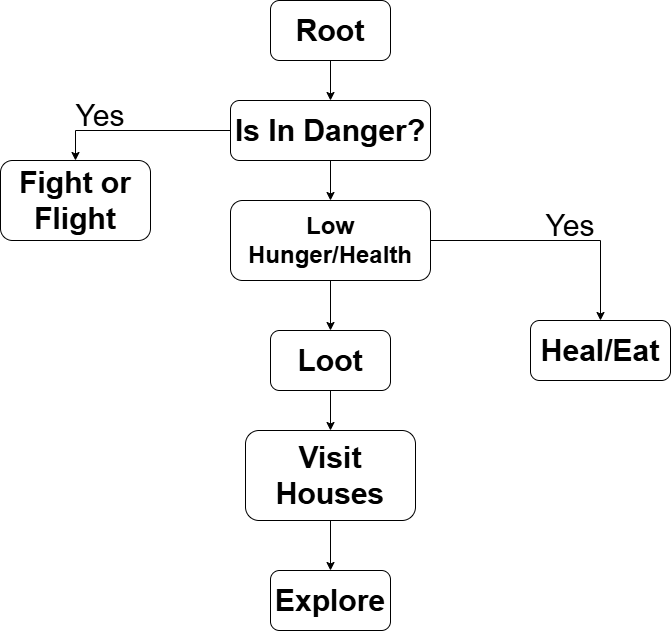 Root
Yes
Is In Danger?
Fight or
Flight
Low
Hunger/Health
Yes
Heal/Eat
Loot
Visit
Houses
Explore